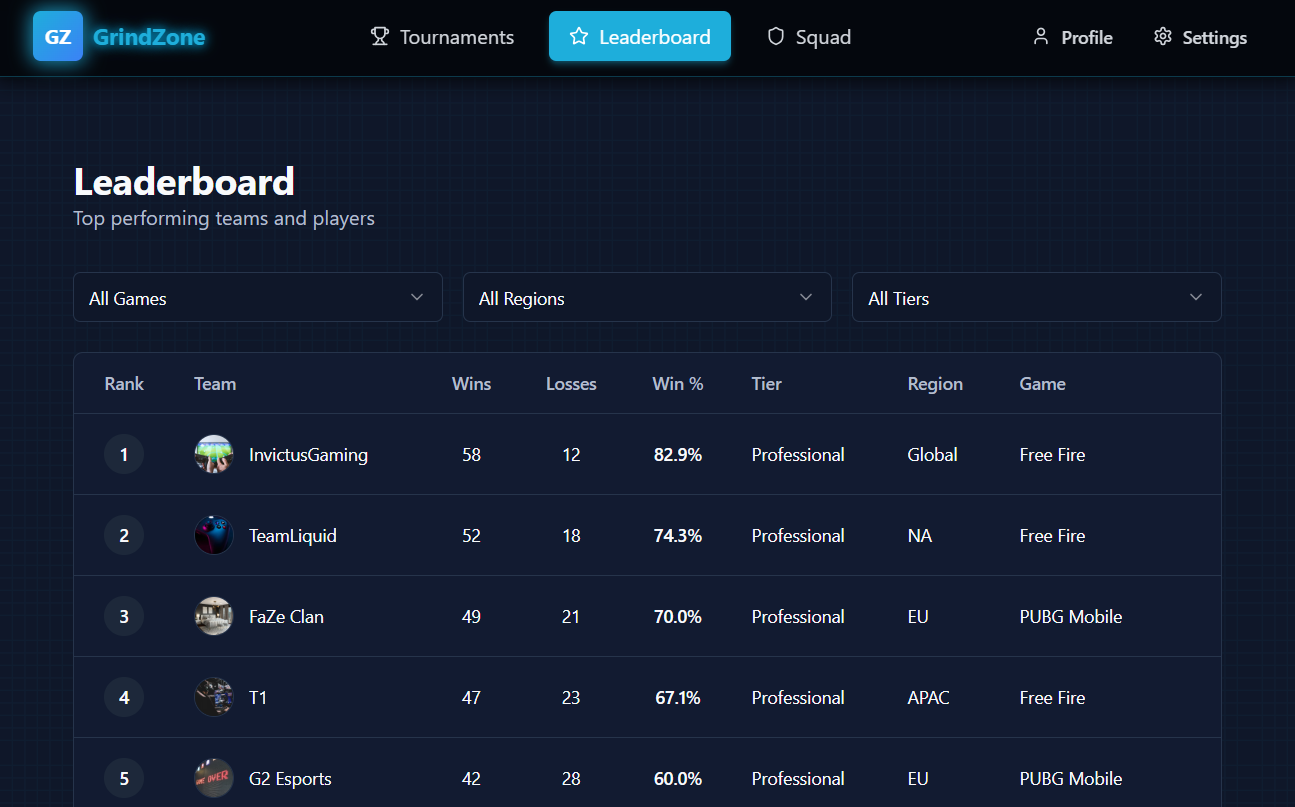 GZ GrindZone Tournaments Leaderboard Squad Profile Settings
Leaderboard
Top performing teams and players
All Games All Regions All Tiers
Rank Team Wins Losses Win % Tier Region Game
1 InvictusGaming 58 12 82.9% Professional Global Free Fire
2 TeamLiquid 52 18 74.3% Professional NA Free Fire
3 FaZe Clan 49 21 70.0% Professional EU PUBG Mobile
4 T1 47 23 67.1% Professional APAC Free Fire
5 GAME OVER G2 Esports 42 28 60.0% Professional EU PUBG Mobile